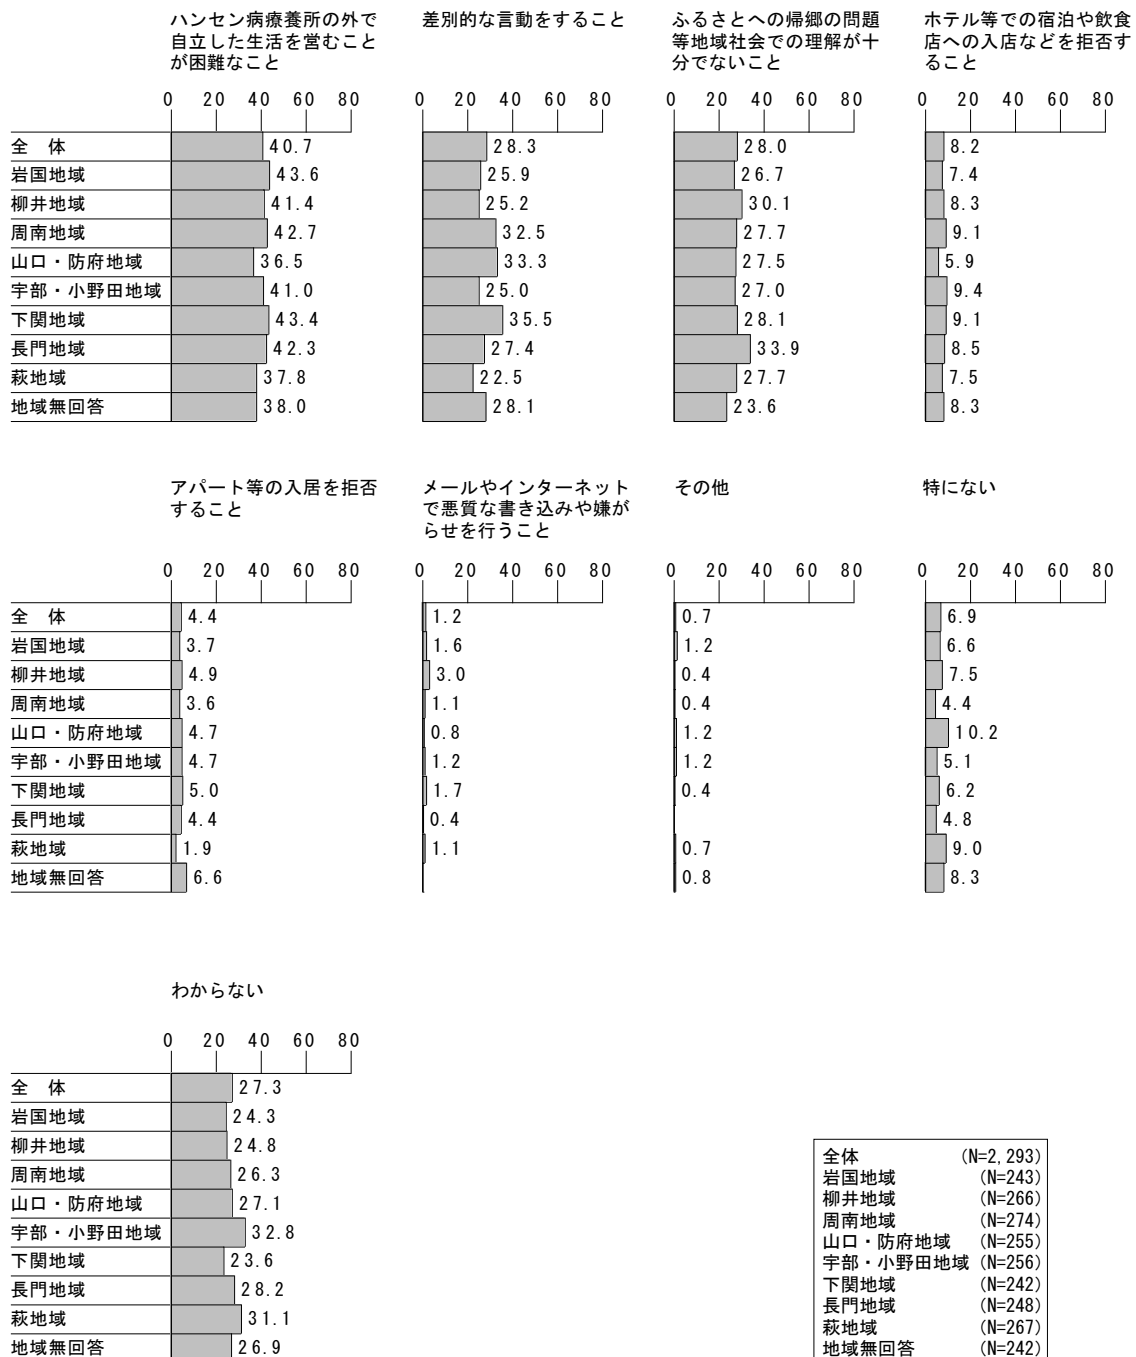 ハンセン病療養所の外で
自立した生活を営むこと
が困難なこと
差別的な言動をすること
ふるさとへの帰郷の問題
等地域社会での理解が十
分でないこと
ホテル等での宿泊や飲食
店への入店などを拒否す
ること
0 20 40 60 80 0 20 40 60 80 0 20 40 60 80 0 20 40 60 80
全　体 40.7 28.3 28.0 8.2
岩国地域 43.6 25.9 26.7 7.4
柳井地域 41.4 25.2 30.1 8.3
周南地域 42.7 32.5 27.7 9.1
山口・防府地域 36.5 33.3 27.5 5.9
宇部・小野田地域 41.0 25.0 27.0 9.4
下関地域 43.4 35.5 28.1 9.1
長門地域 42.3 27.4 33.9 8.5
萩地域 37.8 22.5 27.7 7.5
地域無回答 38.0 28.1 23.6 8.3
アパート等の入居を拒否
すること
メールやインターネット
で悪質な書き込みや嫌が
らせを行うこと
その他
特にない
0 20 40 60 80 0 20 40 60 80 0 20 40 60 80 0 20 40 60 80
全　体 4.4 1.2 0.7 6.9
岩国地域 3.7 1.6 1.2 6.6
柳井地域 4.9 3.0 0.4 7.5
周南地域 3.6 1.1 0.4 4.4
山口・防府地域 4.7 0.8 1.2 10.2
宇部・小野田地域 4.7 1.2 1.2 5.1
下関地域 5.0 1.7 0.4 6.2
長門地域 4.4 0.4 4.8
萩地域 1.9 1.1 0.7 9.0
地域無回答 6.6 0.8 8.3
わからない
0 20 40 60 80
全　体 27.3
岩国地域 24.3
柳井地域 24.8
周南地域 26.3
山口・防府地域 27.1
宇部・小野田地域 32.8
下関地域 23.6
長門地域 28.2
萩地域 31.1
地域無回答 26.9
全体 (N=2,293)
岩国地域 (N=243)
柳井地域 (N=266)
周南地域 (N=274)
山口・防府地域 (N=255)
宇部・小野田地域 (N=256)
下関地域 (N=242)
長門地域 (N=248)
萩地域 (N=267)
地域無回答 (N=242)